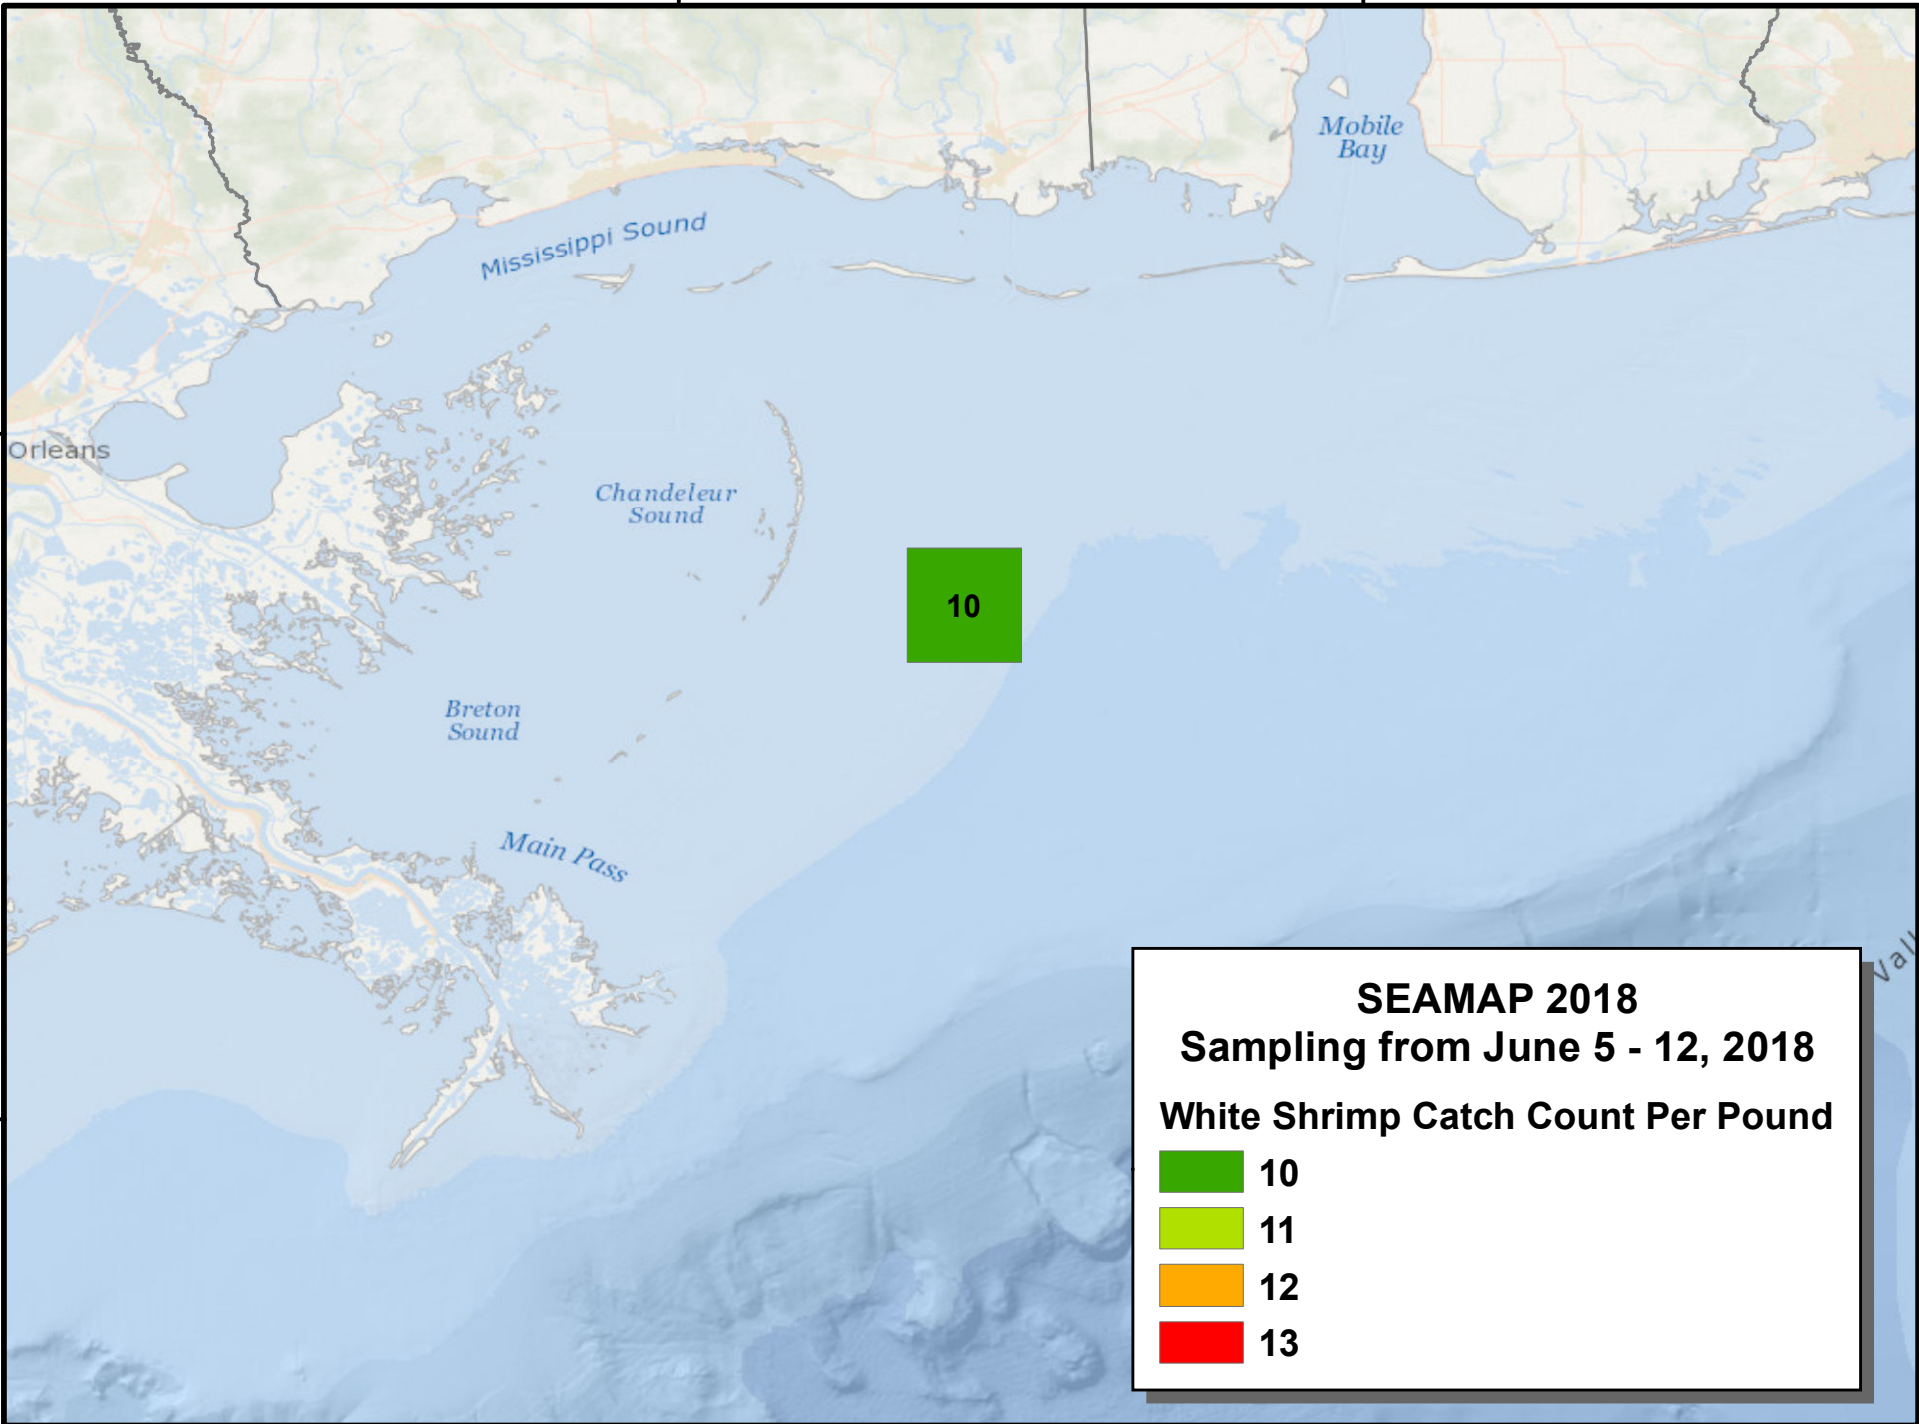 Mobile
Bay
Mississippi Sound
Orleans
Chandeleur
Sound
10
Breton
Sound
Main Pass
Vall
SEAMAP 2018
Sampling from June 5 - 12, 2018
White Shrimp Catch Count Per Pound
10
11
12
13